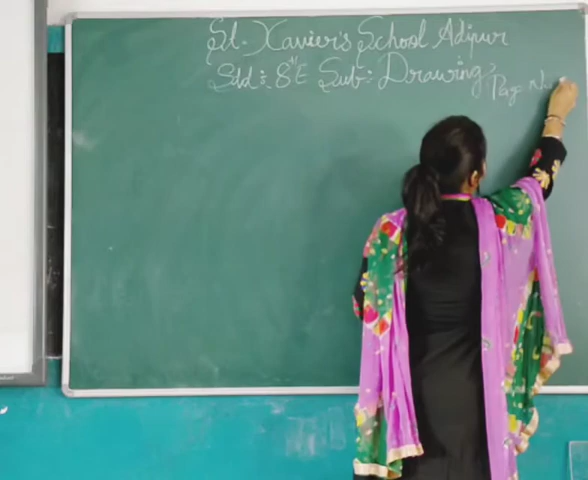 St. Xavier's School Adipur
Std : 8th E Sub : Drawing
Page No